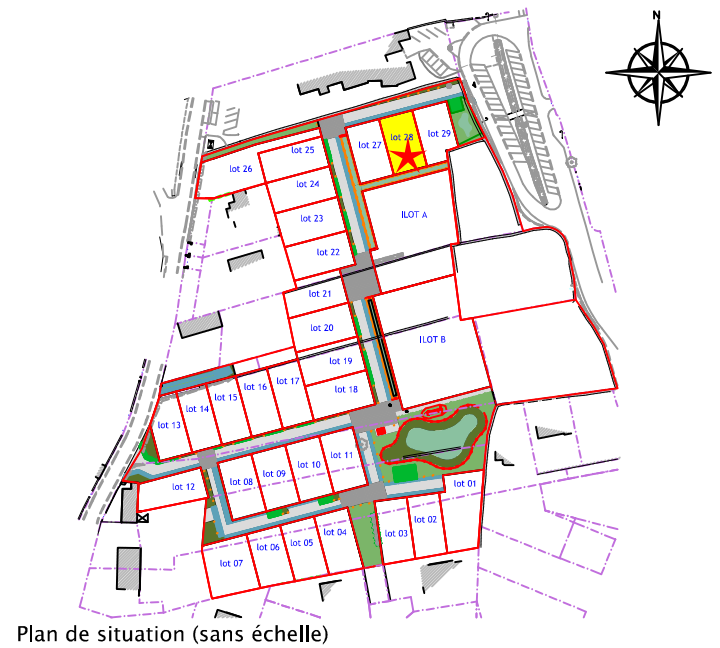 N
lot 25
lot 26
lot 27
lot 28
lot 29
lot 24
lot 23
lot 22
ILOT A
lot 21
lot 20
lot 19
lot 18
ILOT B
lot 17
lot 16
lot 15
lot 14
lot 13
lot 12
lot 11
lot 10
lot 09
lot 08
lot 07
lot 06
lot 05
lot 04
lot 03
lot 02
lot 01
Plan de situation (sans échelle)